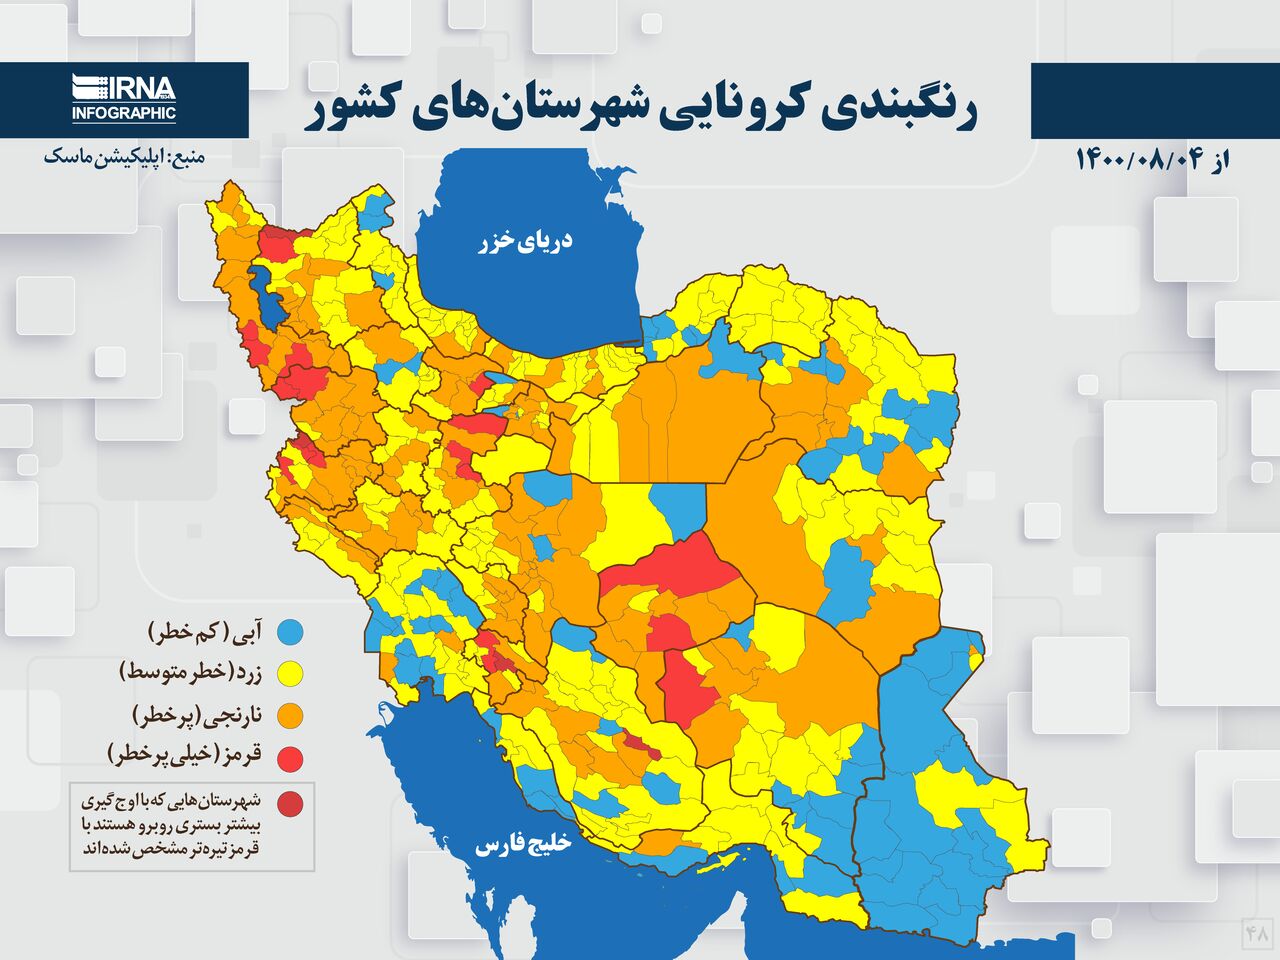 IRNA
INFOGRAPHIC
رنگبندی کرونایی شهرستان‌های کشور
منبع: اپلیکیشن ماسک
از ۱۴۰۰/۰۸/۰۴
دریای خزر
آبی (کم خطر)
زرد (خطر متوسط)
نارنجی (پرخطر)
قرمز (خیلی پرخطر)
شهرستان‌هایی که با اوج گیری
بیشتر بستری روبرو هستند با
قرمز تیره‌تر مشخص شده‌اند
خلیج فارس
۴۸